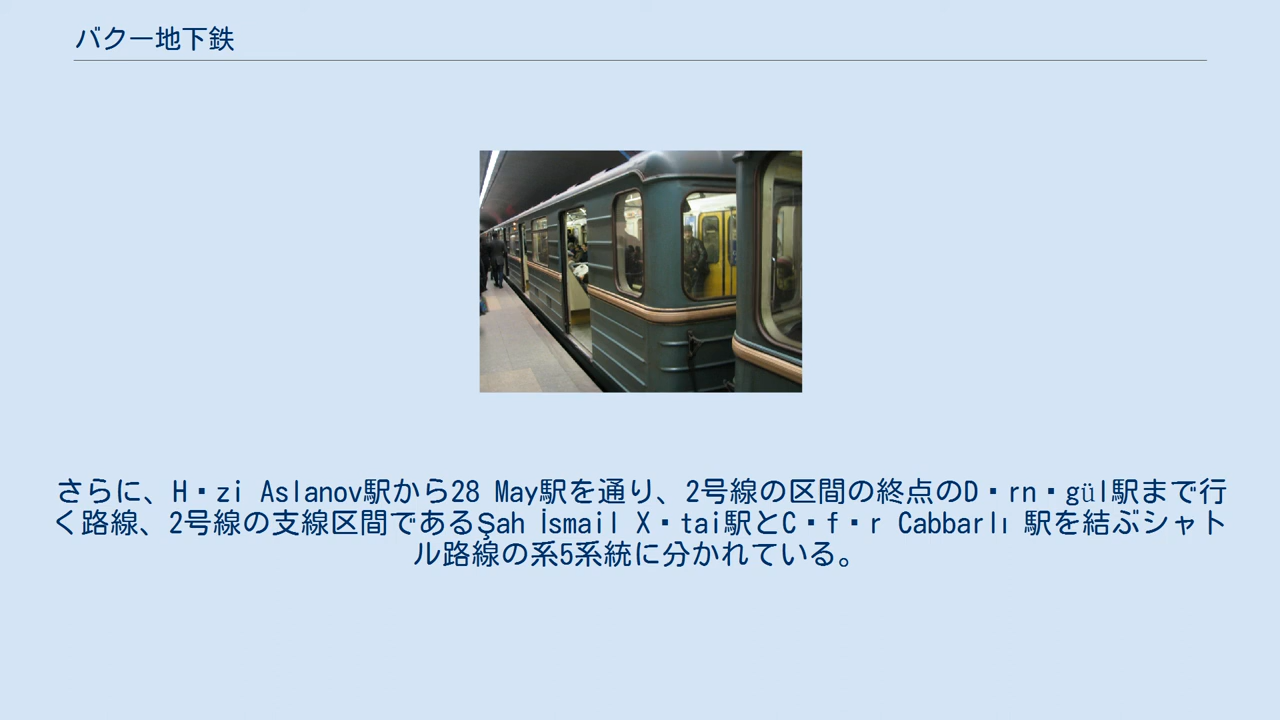 バクー地下鉄
さらに、H▪zi Aslanov駅から28 May駅を通り、2号線の区間の終点のD▪rn▪gül駅まで行
く路線、2号線の支線区間であるŞah İsmail X▪tai駅とC▪f▪r Cabbarlı 駅を結ぶシャト
ル路線の系5系統に分かれている。